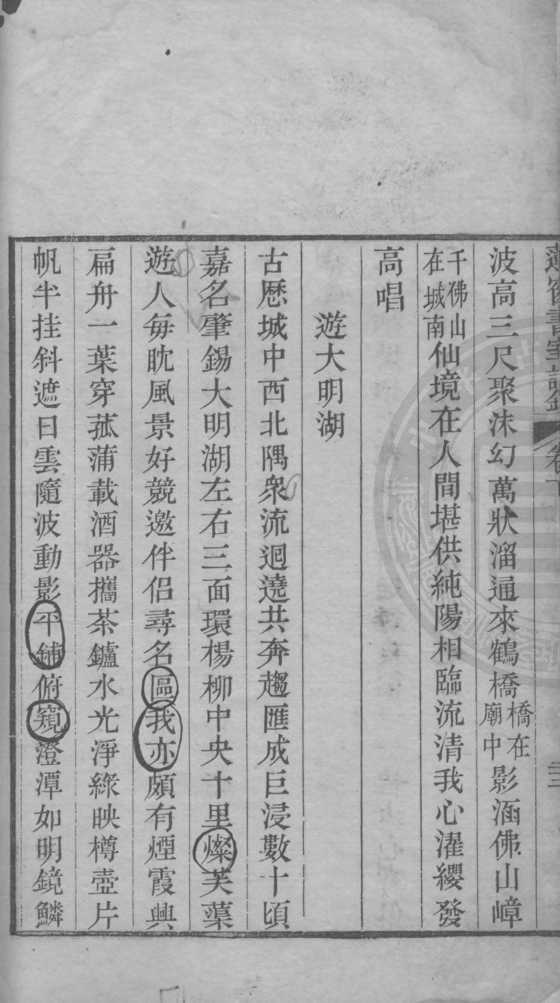 波高三尺聚沫幻萬狀溜通來鶴橋橋在廟中影涵佛山嶂
千佛山在城南仙境在人間堪供純陽相臨流清我心濯纓發
高唱
遊大明湖
古歷城中西北隅衆流迴遶共奔趨匯成巨浸數十頃
嘉名肇錫大明湖左右三面環楊柳中央十里燦芙蕖
遊人每眈風景好競邀伴侶尋名區我亦頗有煙霞興
扁舟一葉穿菰蒲載酒器攜茶鑪水光淨綠映樽壺片
帆半挂斜遮日雲隨波動影平鋪俯窺澄潭如明鏡鱗